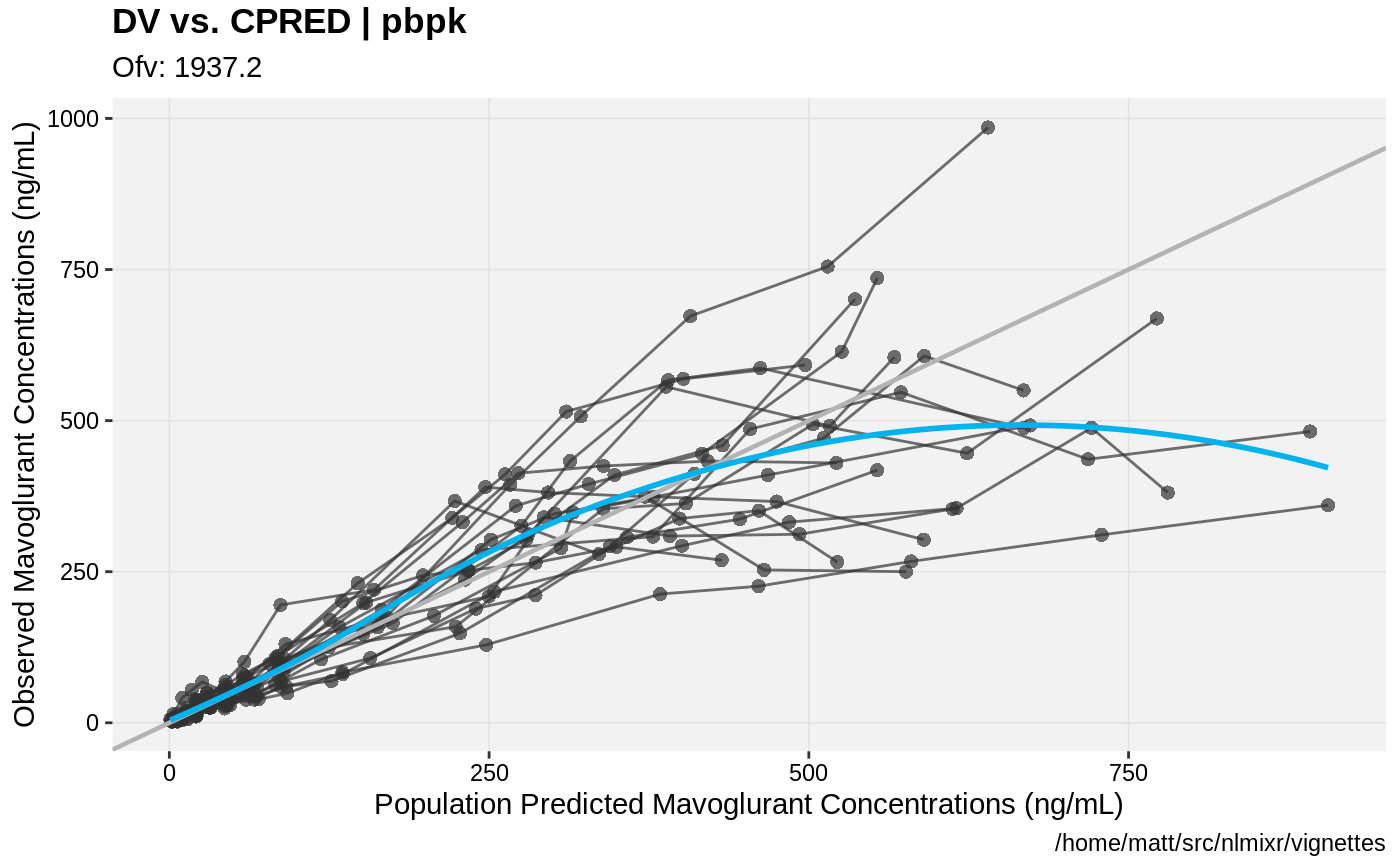 DV vs. CPRED | pbpk
Ofv: 1937.2
Observed Mavoglurant Concentrations (ng/mL)
1000
750
500
250
0
0 250 500 750
Population Predicted Mavoglurant Concentrations (ng/mL)
/home/matt/src/nlmixr/vignettes